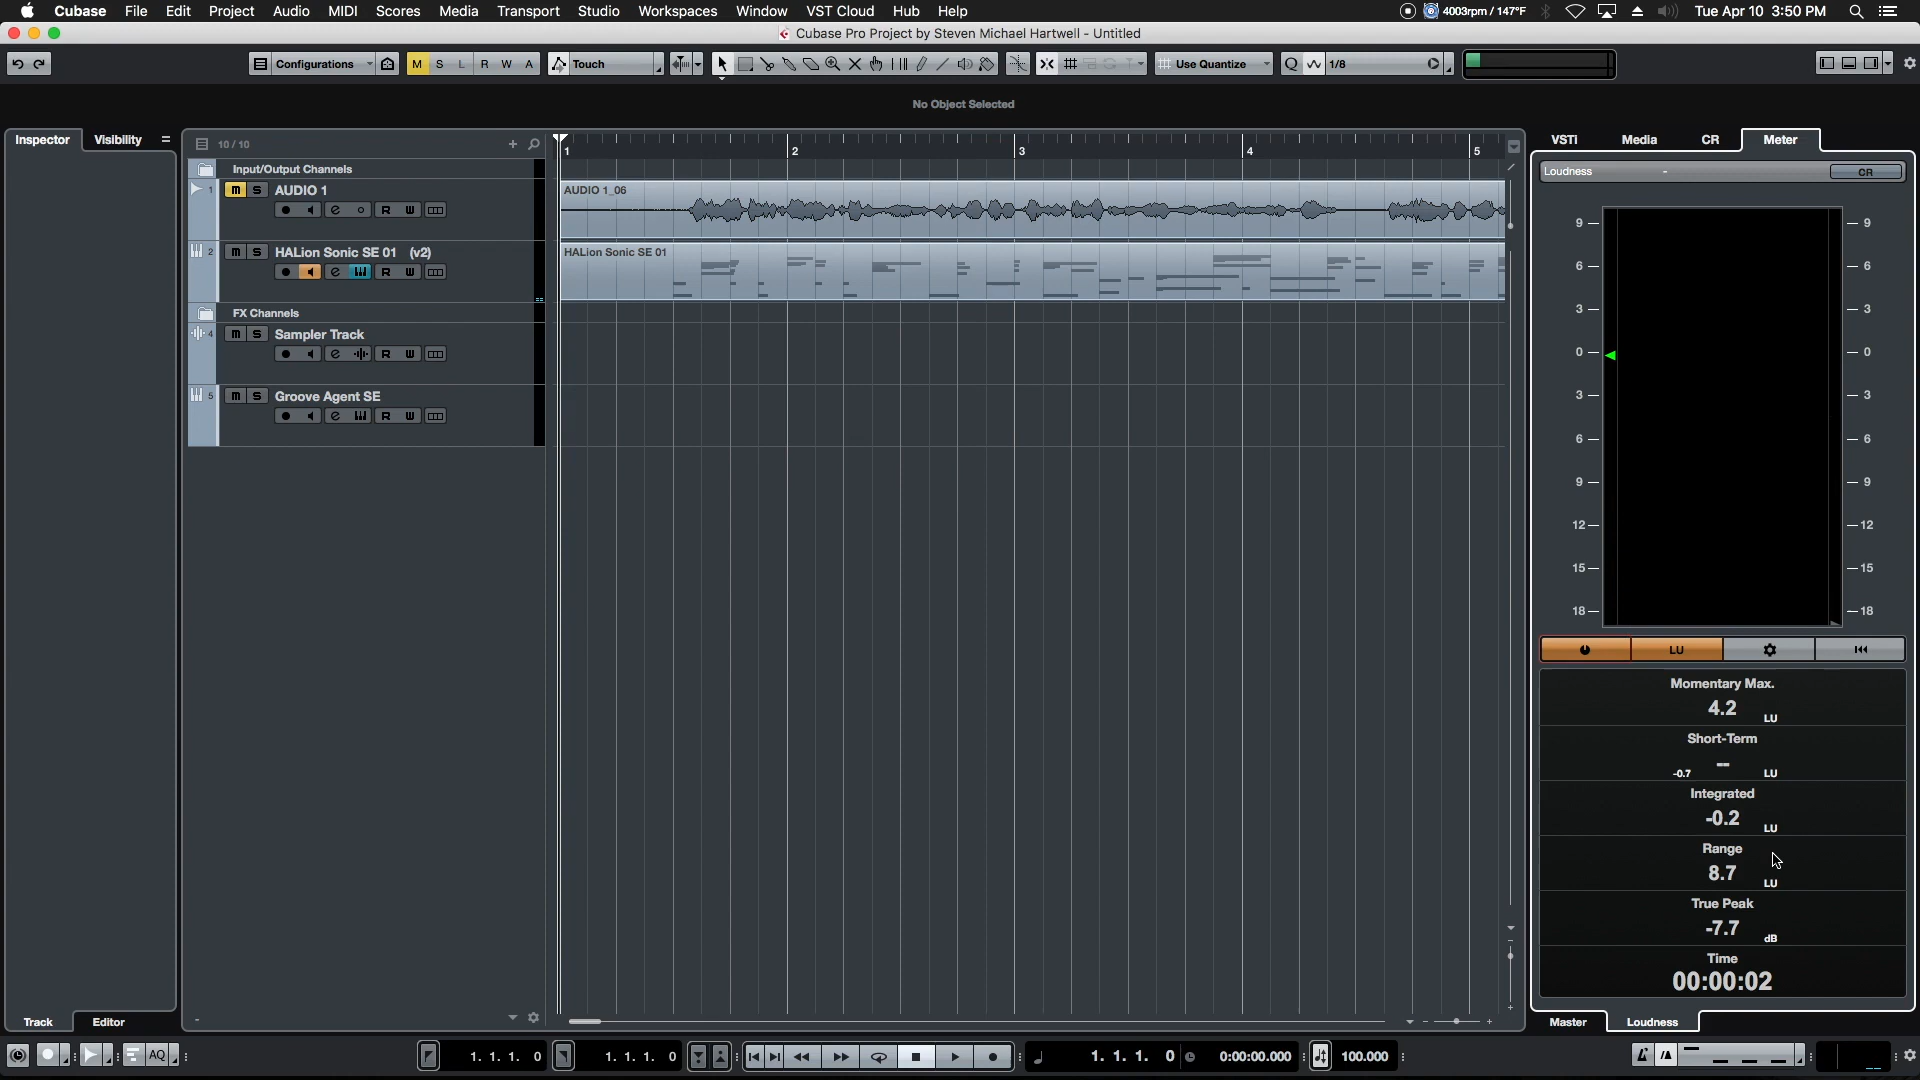 Cubase File Edit Project Audio MIDI Scores Media Transport Studio Workspaces Window VST Cloud Hub Help 4003rpm / 147°F Tue Apr 10 3:50 PM
Cubase Pro Project by Steven Michael Hartwell - Untitled
Configurations M S L R W A Touch Use Quantize Q 1/8
No Object Selected
Inspector Visibility
10 / 10
1 2 3 4 5
VSTi Media CR Meter
Input/Output Channels
Loudness - CR
1 m S AUDIO 1
e R W
AUDIO 1_06
2 m S HALion Sonic SE 01 (v2)
e R W
HALion Sonic SE 01
FX Channels
4 m S Sampler Track
e R W
5 m S Groove Agent SE
e R W
9 9
6 6
3 3
0 0
3 3
6 6
9 9
12 12
15 15
18 18
LU
Momentary Max.
4.2 LU
Short-Term
-0.7 -- LU
Integrated
-0.2 LU
Range
8.7 LU
True Peak
-7.7 dB
Time
00:00:02
Track Editor
Master Loudness
AQ 1. 1. 1. 0 1. 1. 1. 0 1. 1. 1. 0 0:00:00.000 100.000